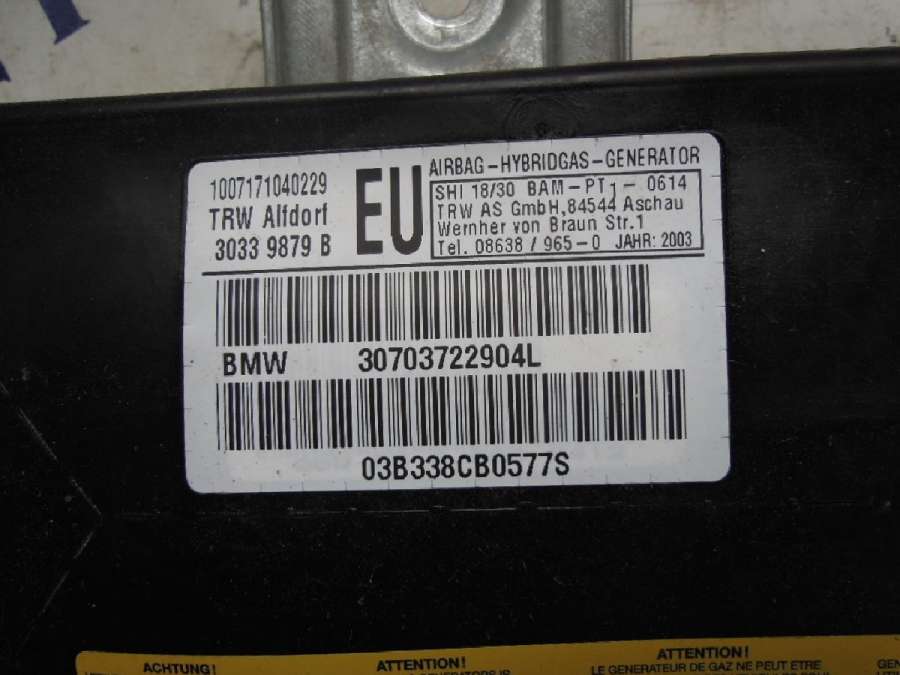 1007171040229
TRW Alfdorf
3033 9879 B
EU
AIRBAG-HYBRIDGAS-GENERATOR
SHI 18/30 BAM-PT1- 0614
TRW AS GmbH,84544 Aschau
Wernher von Braun Str.1
Tel. 08638 / 965-0 JAHR: 2003
BMW 30703722904L
03B338CB0577S
ACHTUNG! ATTENTION! ATTENTION!
LE GENERATEUR DE GAZ NE PEUT ETRE